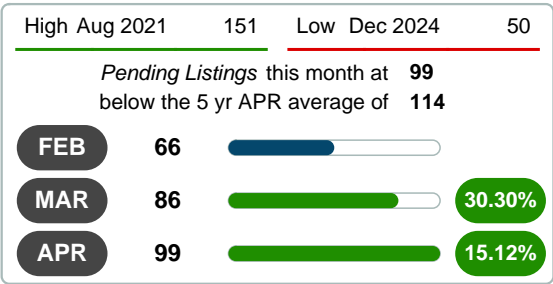 High Aug 2021 151 Low Dec 2024 50
Pending Listings this month at 99
below the 5 yr APR average of 114
FEB 66
MAR 86 30.30%
APR 99 15.12%